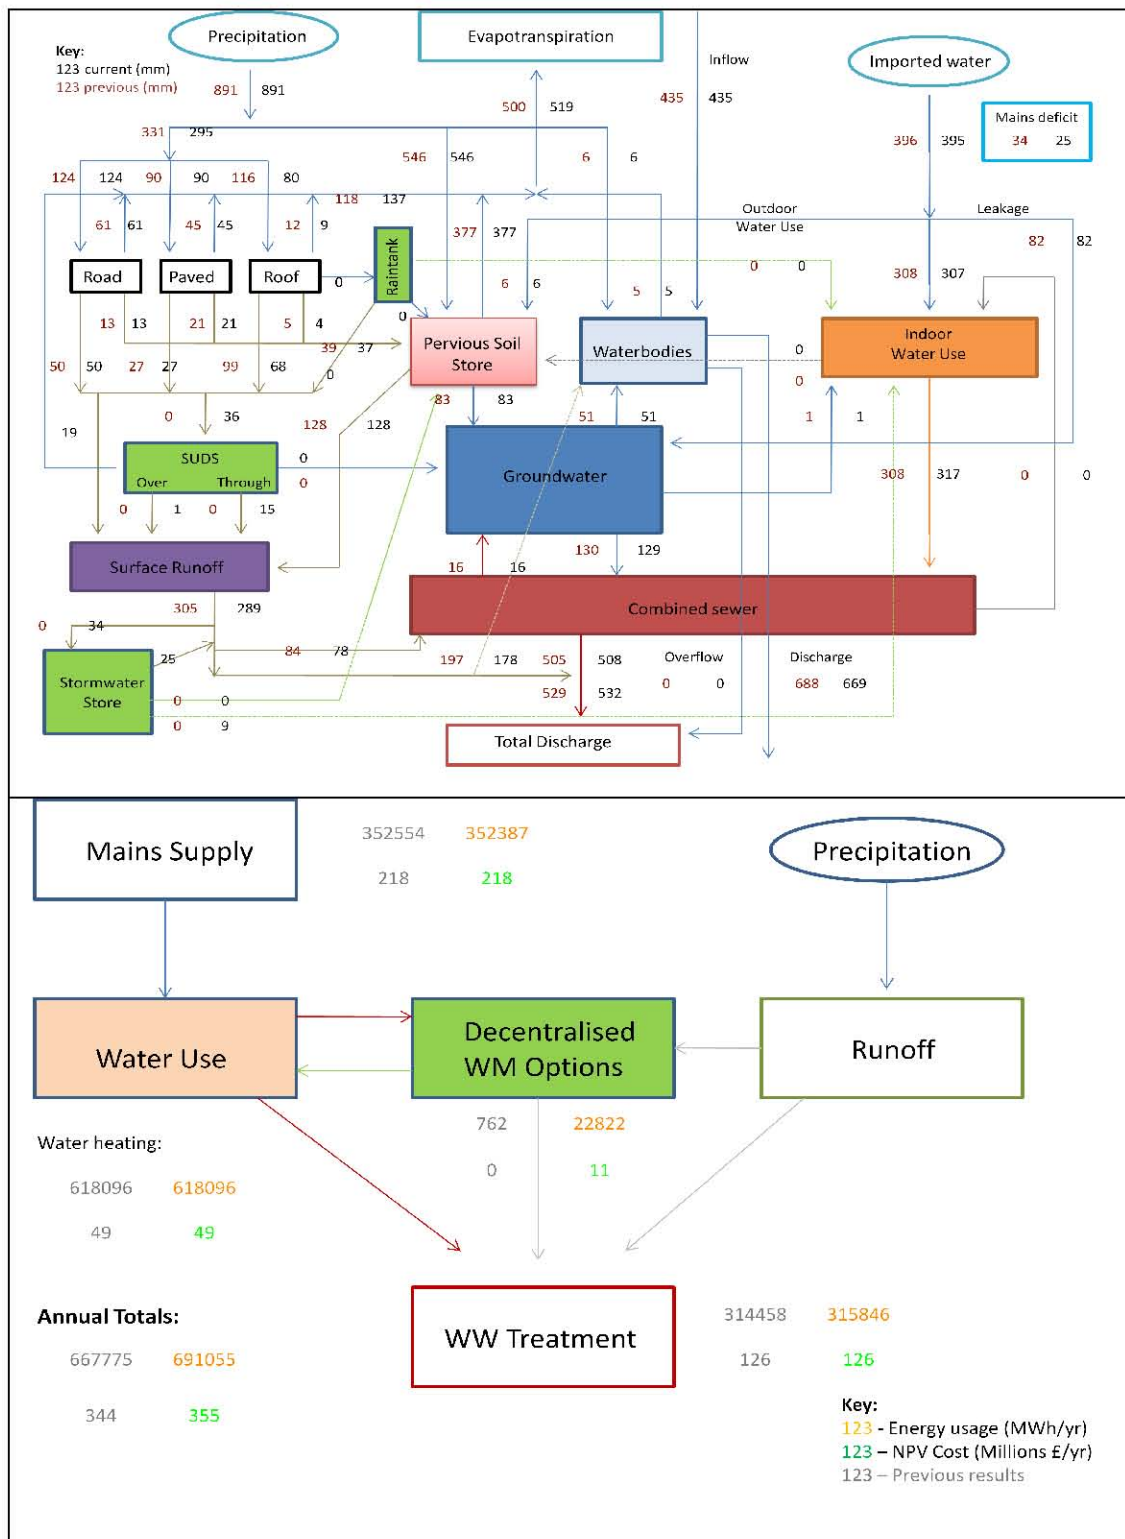 Precipitation
Evapotranspiration
Key:
123 current (mm)
123 previous (mm)
Inflow
Imported water
891 891
500 519
435 435
Mains deficit
34 25
396 395
331 295
546 546
6 6
124 124 90 90 116 80
118 137
Outdoor
Water Use
Leakage
61 61 45 45 12 9
377 377
82 82
Road
Paved
Roof
Raintank
0
0 0
308 307
6 6
5 5
0
13 13 21 21 5 4
Pervious Soil
Store
Waterbodies
Indoor
Water Use
39 37
0
50 50 27 27 99 68
0
0
83 83
0 36
128 128
51 51
1 1
19
SUDS
Over Through
0
0
Groundwater
308 317
0 0
0 1 0 15
Surface Runoff
130 129
16 16
Combined sewer
305 289
0 34
84 78
25
197 178
505 508
Overflow
Discharge
Stormwater
Store
0 0
529 532
0 0
688 669
0 9
Total Discharge
Mains Supply
352554 352387
218 218
Precipitation
Water Use
Decentralised
WM Options
Runoff
762 22822
0 11
Water heating:
618096 618096
49 49
Annual Totals:
667775 691055
344 355
WW Treatment
314458 315846
126 126
Key:
123 - Energy usage (MWh/yr)
123 – NPV Cost (Millions £/yr)
123 – Previous results